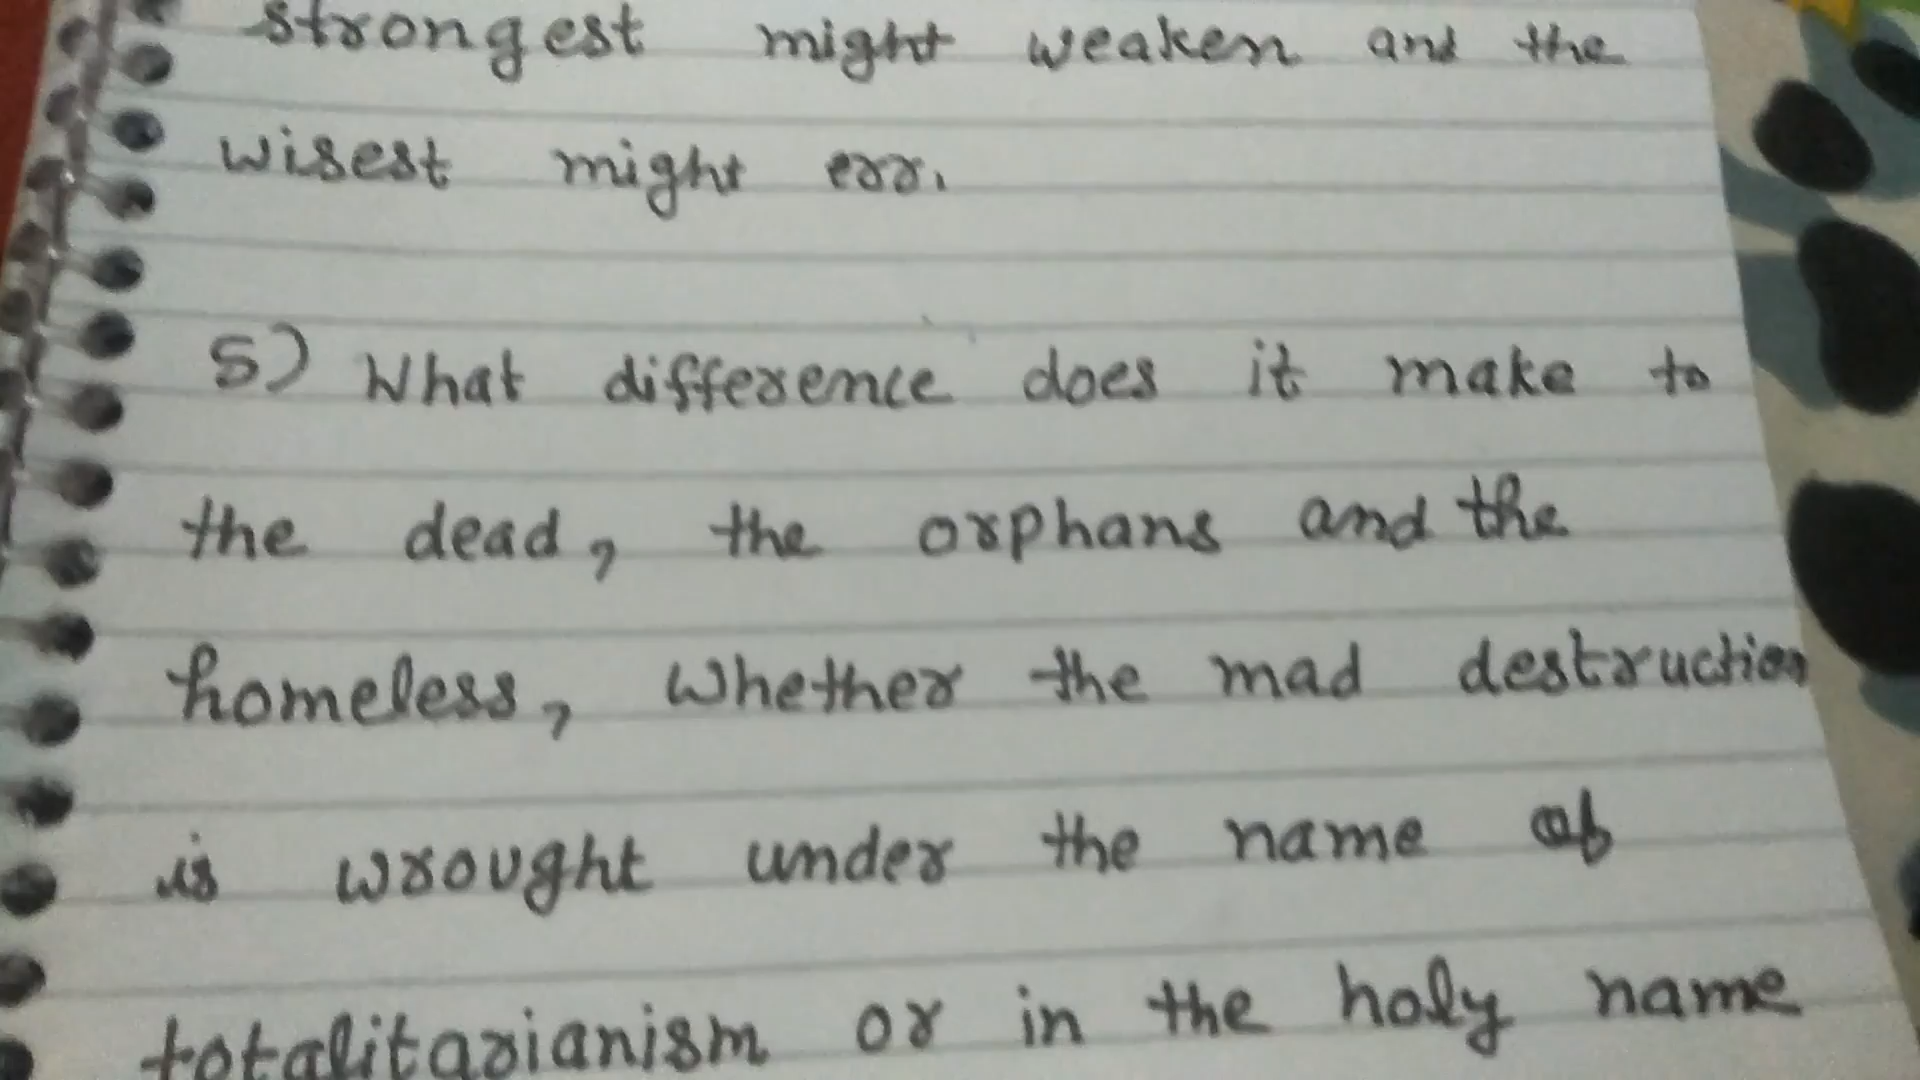 strongest might weaken and the
wisest might err.
5) What difference does it make to
the dead, the orphans and the
homeless, whether the mad destruction
is wrought under the name of
totalitarianism or in the holy name